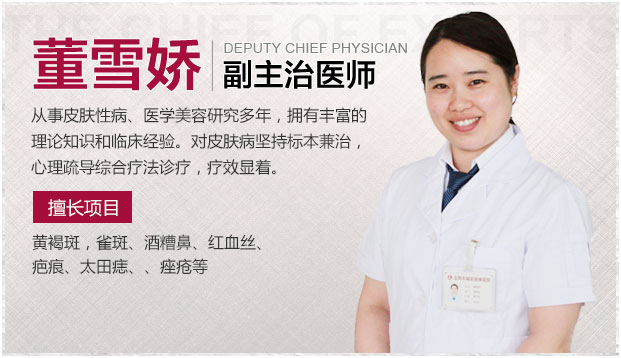 THE CHIEF OF EXPERTS
董雪娇
DEPUTY CHIEF PHYSICIAN
副主治医师
从事皮肤性病、医学美容研究多年，拥有丰富的
理论知识和临床经验。对皮肤病坚持标本兼治，
心理疏导综合疗法诊疗，疗效显着。
擅长项目
黄褐斑，雀斑、酒糟鼻、红血丝、
疤痕、太田痣、、痤疮等